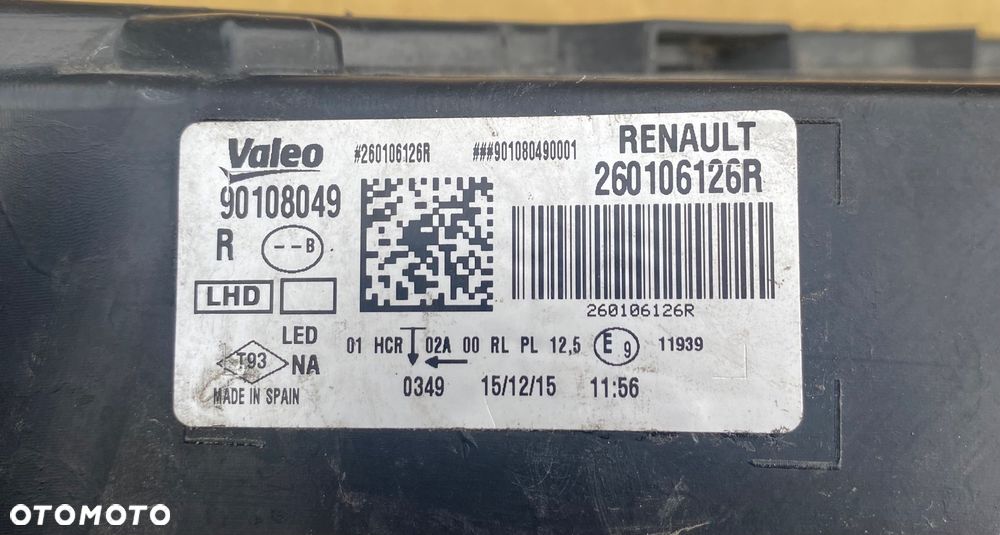 Valeo #260106126R ###901080490001 RENAULT
90108049 260106126R
R --B
LHD
260106126R
LED 01 HCR 02A 00 RL PL 12,5 E9 11939
T93 NA
MADE IN SPAIN 0349 15/12/15 11:56
OTOMOTO